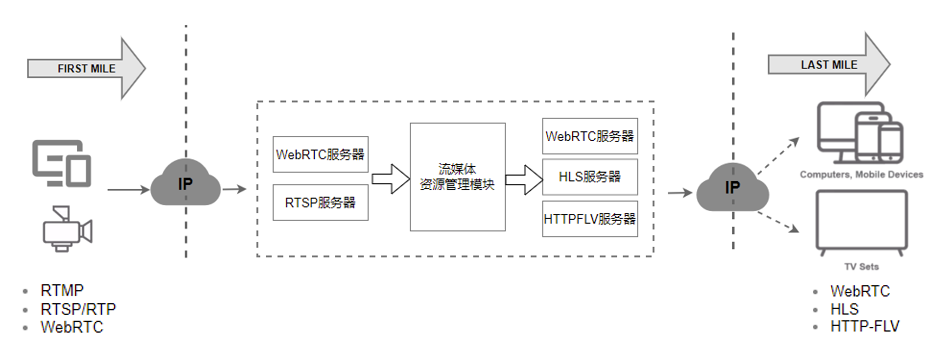 FIRST MILE
LAST MILE
IP
WebRTC服务器
RTSP服务器
流媒体
资源管理模块
WebRTC服务器
HLS服务器
HTTPFLV服务器
IP
Computers, Mobile Devices
TV Sets
• RTMP
• RTSP/RTP
• WebRTC
• WebRTC
• HLS
• HTTP-FLV